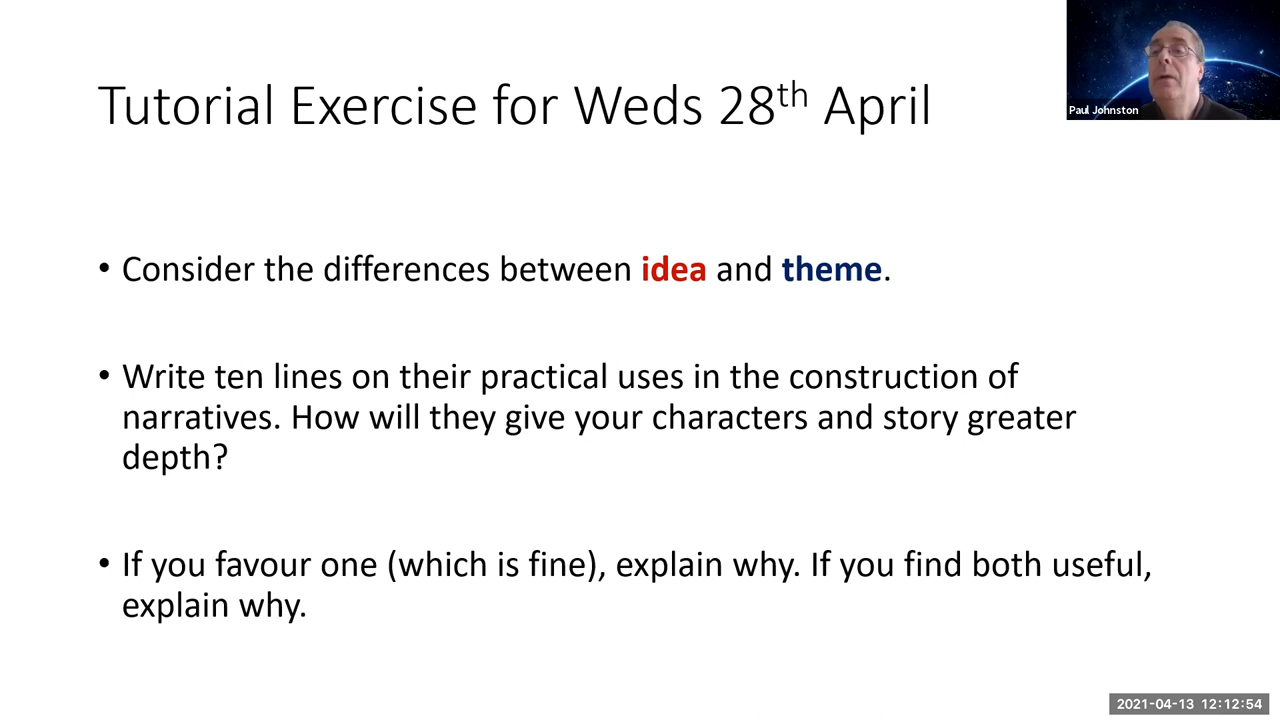 Tutorial Exercise for Weds 28th April
Paul Johnston
• Consider the differences between idea and theme.
• Write ten lines on their practical uses in the construction of
narratives. How will they give your characters and story greater
depth?
• If you favour one (which is fine), explain why. If you find both useful,
explain why.
2021-04-13 12:12:54